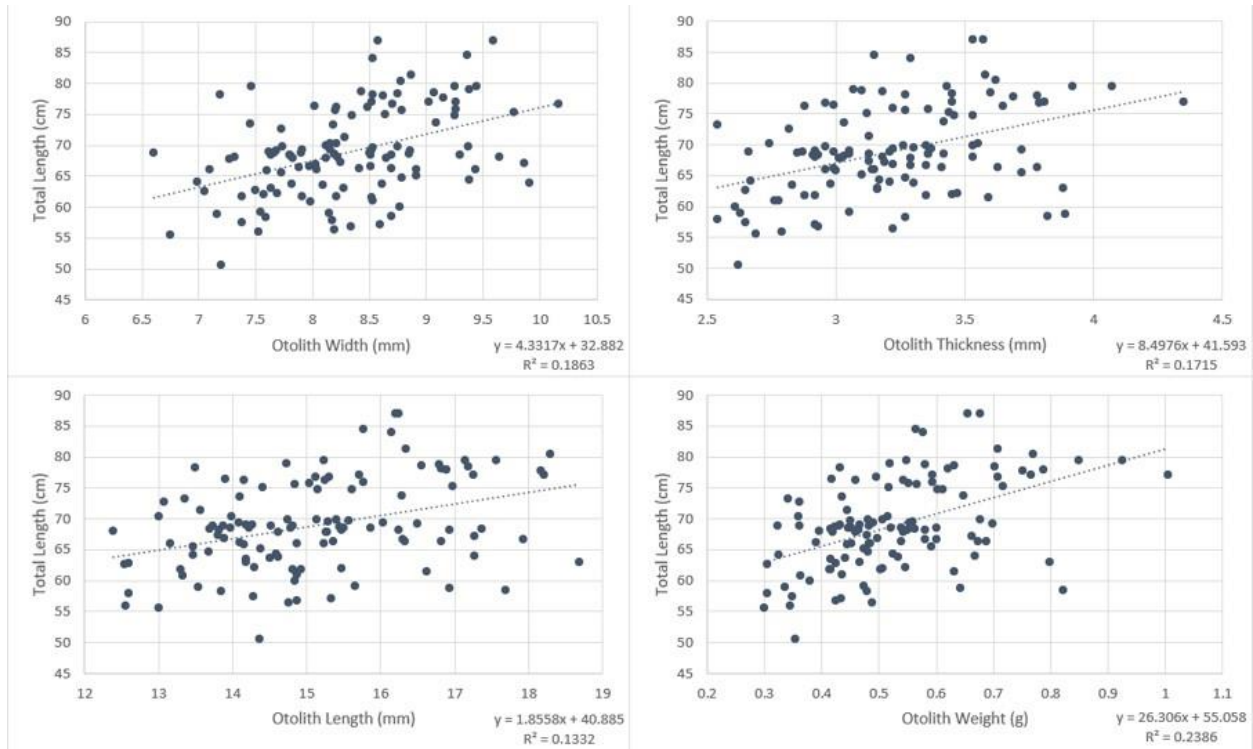 90
85
80
75
70
65
60
55
50
45
Total Length (cm)
6 6.5 7 7.5 8 8.5 9 9.5 10 10.5
Otolith Width (mm)
y = 4.3317x + 32.882
R² = 0.1863
90
85
80
75
70
65
60
55
50
45
Total Length (cm)
2.5 3 3.5 4 4.5
Otolith Thickness (mm)
y = 8.4976x + 41.593
R² = 0.1715
90
85
80
75
70
65
60
55
50
45
Total Length (cm)
12 13 14 15 16 17 18 19
Otolith Length (mm)
y = 1.8558x + 40.885
R² = 0.1332
90
85
80
75
70
65
60
55
50
45
Total Length (cm)
0.2 0.3 0.4 0.5 0.6 0.7 0.8 0.9 1 1.1
Otolith Weight (g)
y = 26.306x + 55.058
R² = 0.2386